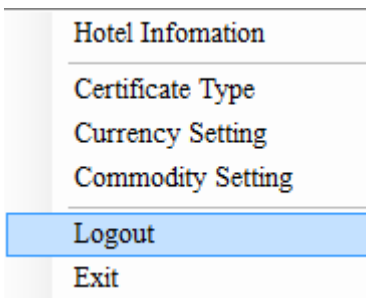 Hotel Infomation
Certificate Type
Currency Setting
Commodity Setting
Logout
Exit